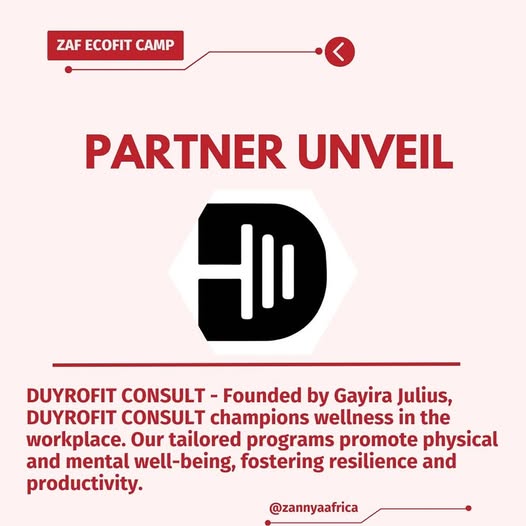 ZAF ECOFIT CAMP
PARTNER UNVEIL
DUYROFIT CONSULT - Founded by Gayira Julius,
DUYROFIT CONSULT champions wellness in the
workplace. Our tailored programs promote physical
and mental well-being, fostering resilience and
productivity.
@zannyaafrica